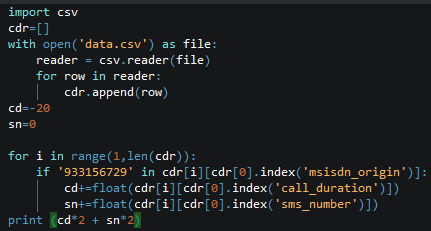 import csv
cdr=[]
with open('data.csv') as file:
    reader = csv.reader(file)
    for row in reader:
        cdr.append(row)
cd=-20
sn=0

for i in range(1,len(cdr)):
    if '933156729' in cdr[i][cdr[0].index('msisdn_origin')]:
        cd+=float(cdr[i][cdr[0].index('call_duration')])
        sn+=float(cdr[i][cdr[0].index('sms_number')])
print (cd*2 + sn*2)